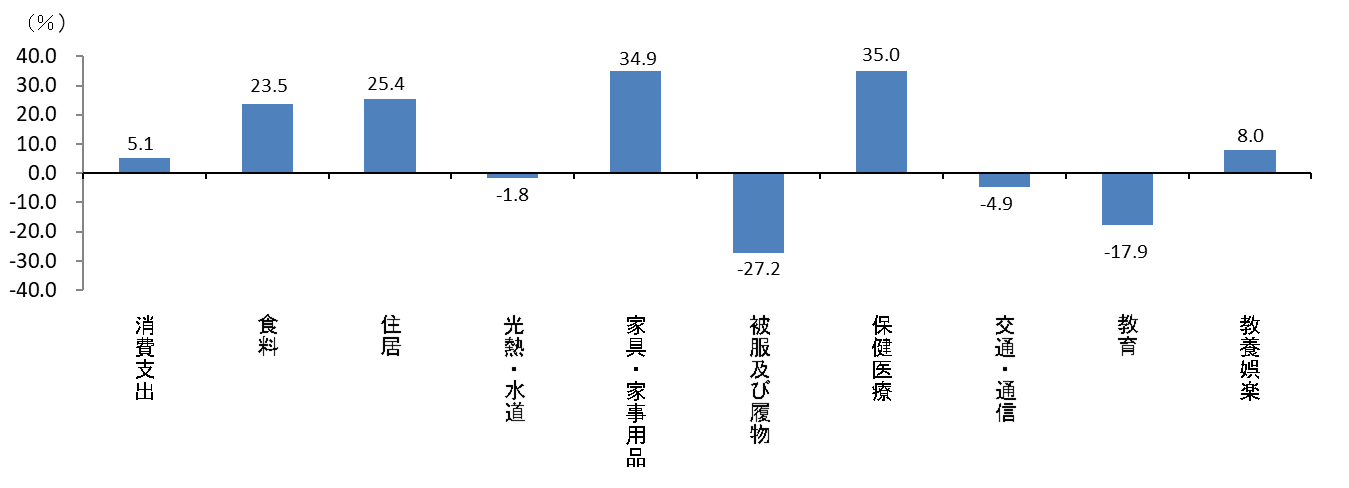 （％）
40.0
30.0
20.0
10.0
0.0
-10.0
-20.0
-30.0
-40.0
5.1
23.5
25.4
-1.8
34.9
-27.2
35.0
-4.9
-17.9
8.0
消費支出
食料
住居
光熱・水道
家具・家事用品
被服及び履物
保健医療
交通・通信
教育
教養娯楽